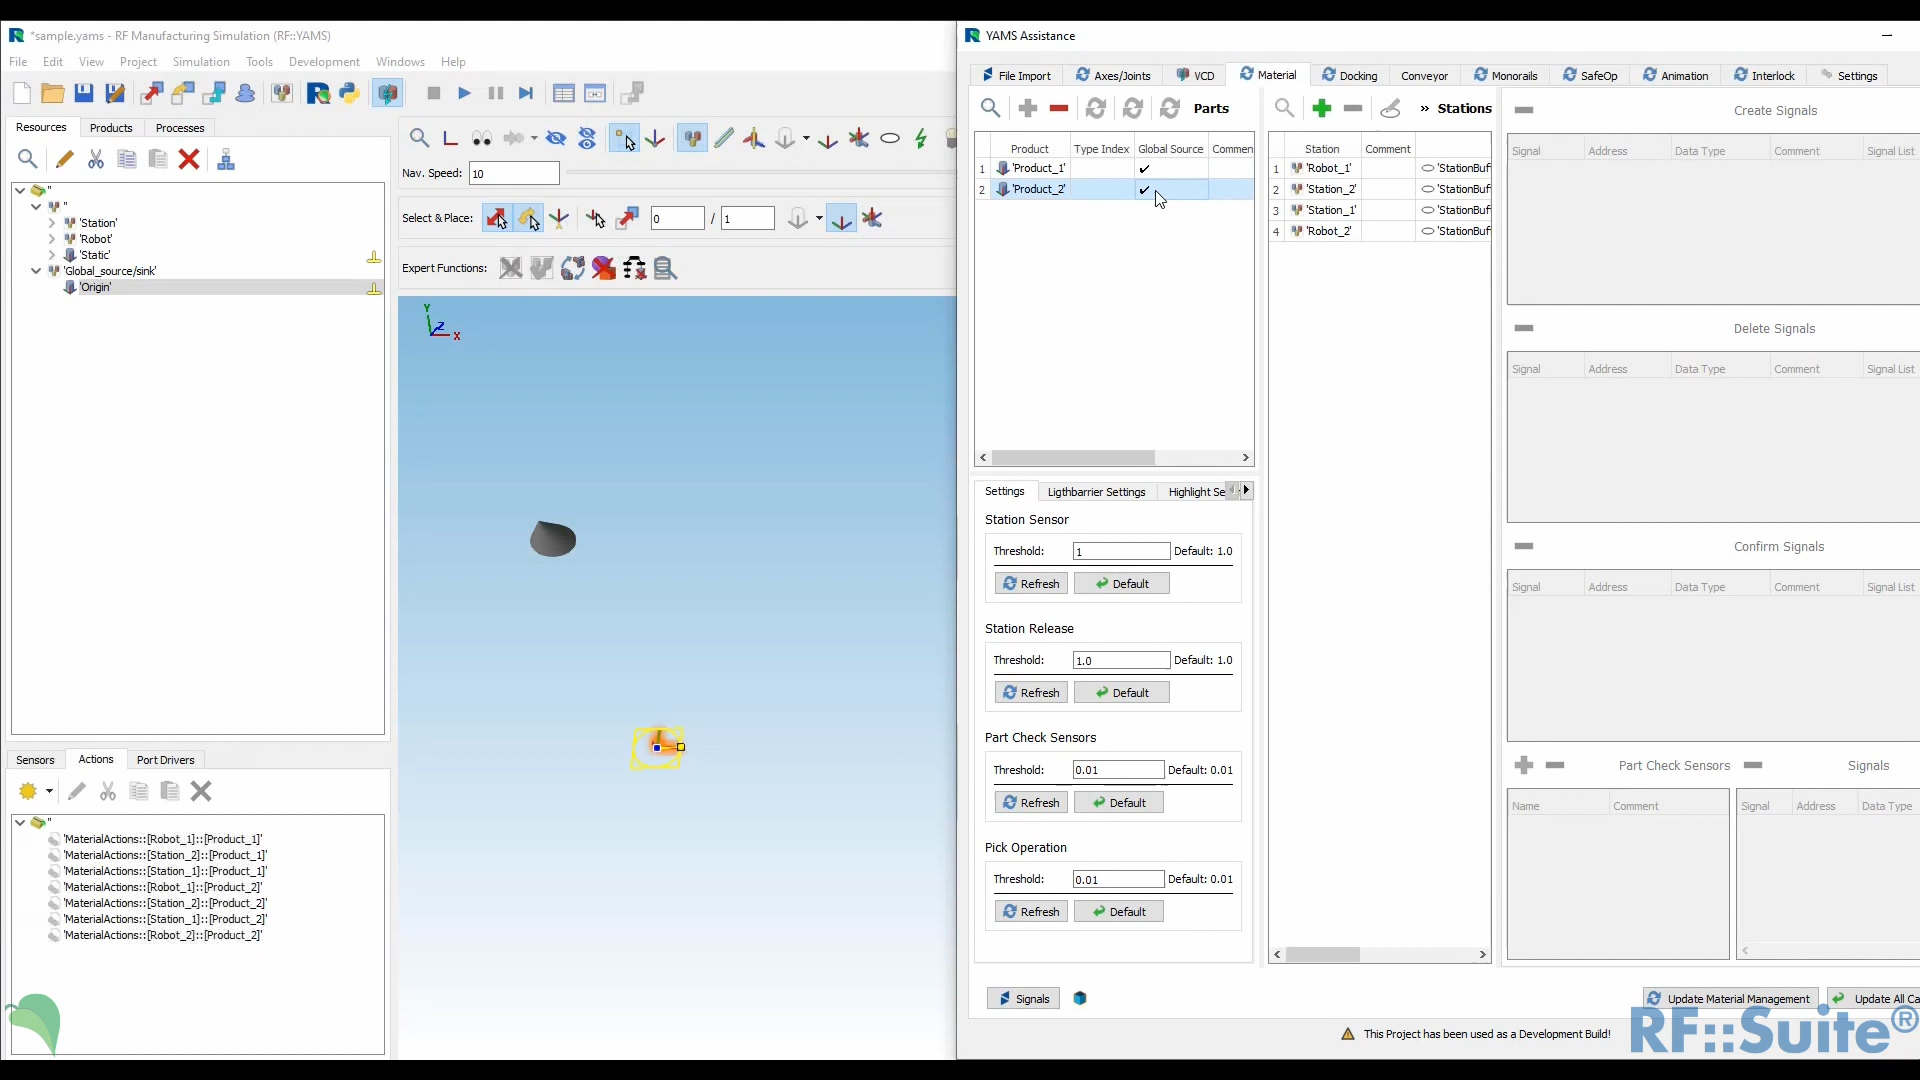 *sample.yams - RF Manufacturing Simulation (RF::YAMS)
File Edit View Project Simulation Tools Development Windows Help
Resources Products Processes
''
''
'Station'
'Robot'
'Static'
'Global_source/sink'
'Origin'
Sensors Actions Port Drivers
''
'MaterialActions::[Robot_1]::[Product_1]'
'MaterialActions::[Station_2]::[Product_1]'
'MaterialActions::[Station_1]::[Product_1]'
'MaterialActions::[Robot_1]::[Product_2]'
'MaterialActions::[Station_2]::[Product_2]'
'MaterialActions::[Station_1]::[Product_2]'
'MaterialActions::[Robot_2]::[Product_2]'
Nav. Speed: 10
Select & Place: 0 / 1
Expert Functions:
Y
Z
X
YAMS Assistance
File Import Axes/Joints VCD Material Docking Conveyor Monorails SafeOp Animation Interlock Settings
Parts
Product Type Index Global Source Commen
1 'Product_1' ✓
2 'Product_2' ✓
Settings Ligthbarrier Settings Highlight Se
Station Sensor
Threshold: 1 Default: 1.0
Refresh Default
Station Release
Threshold: 1.0 Default: 1.0
Refresh Default
Part Check Sensors
Threshold: 0.01 Default: 0.01
Refresh Default
Pick Operation
Threshold: 0.01 Default: 0.01
Refresh Default
Signals
» Stations
Station Comment
1 'Robot_1' 'StationBuf
2 'Station_2' 'StationBuf
3 'Station_1' 'StationBuf
4 'Robot_2' 'StationBuf
Create Signals
Signal Address Data Type Comment Signal List
Delete Signals
Signal Address Data Type Comment Signal List
Confirm Signals
Signal Address Data Type Comment Signal List
Part Check Sensors
Name Comment
Signals
Signal Address Data Type
Update Material Management Update All Ca
This Project has been used as a Development Build!
RF::Suite®